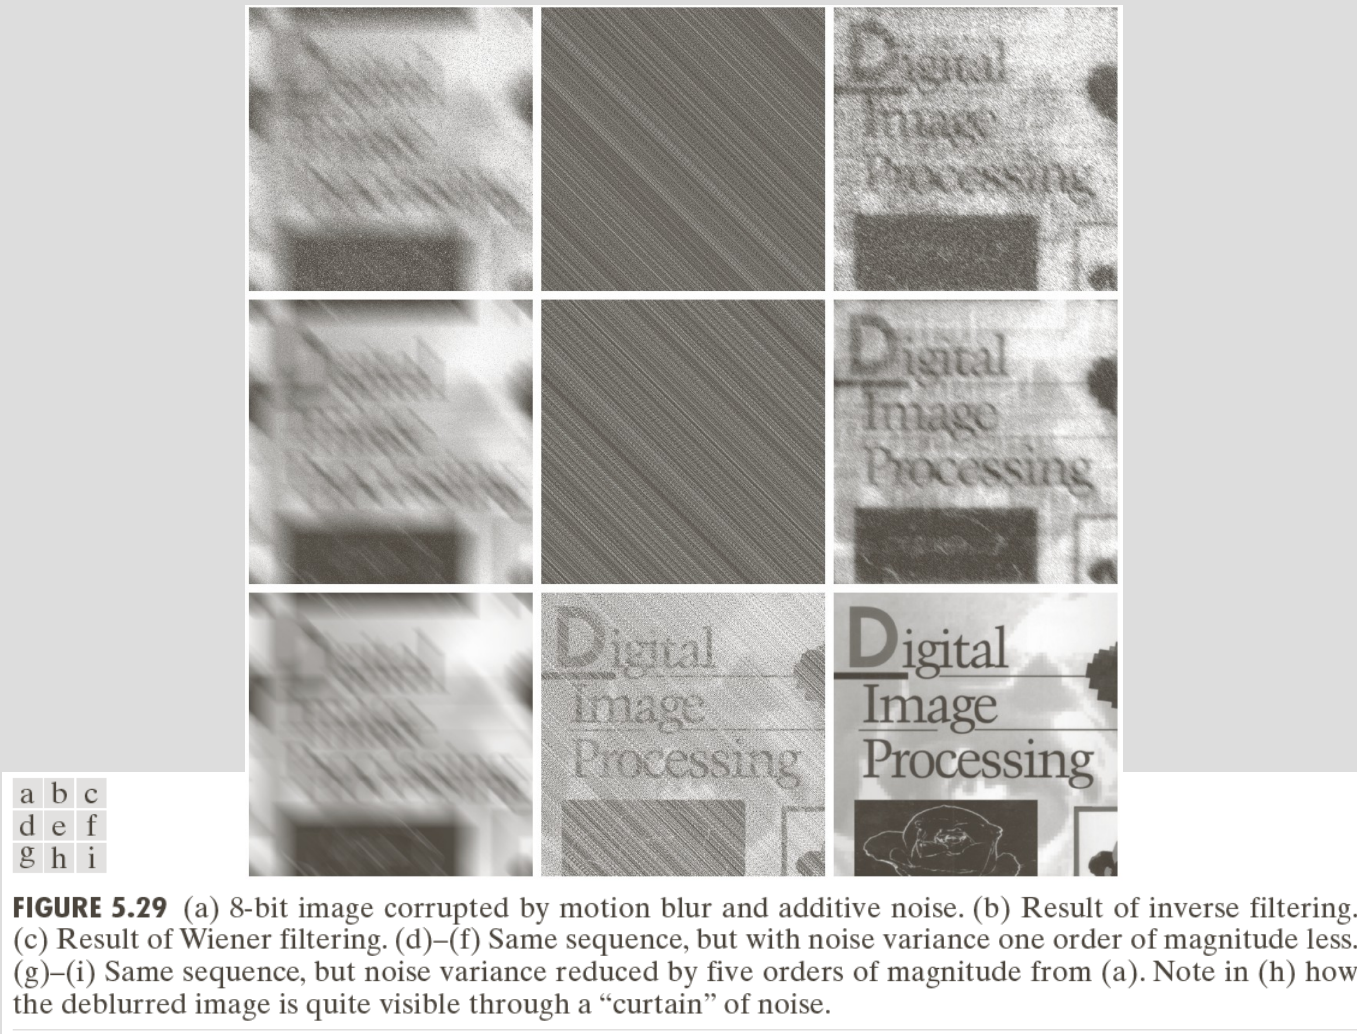 Digital
Image
Processing
Digital
Image
Processing
Digital
Image
Processing
Digital
Image
Processing
a b c
d e f
g h i
FIGURE 5.29 (a) 8-bit image corrupted by motion blur and additive noise. (b) Result of inverse filtering.
(c) Result of Wiener filtering. (d)–(f) Same sequence, but with noise variance one order of magnitude less.
(g)–(i) Same sequence, but noise variance reduced by five orders of magnitude from (a). Note in (h) how
the deblurred image is quite visible through a “curtain” of noise.